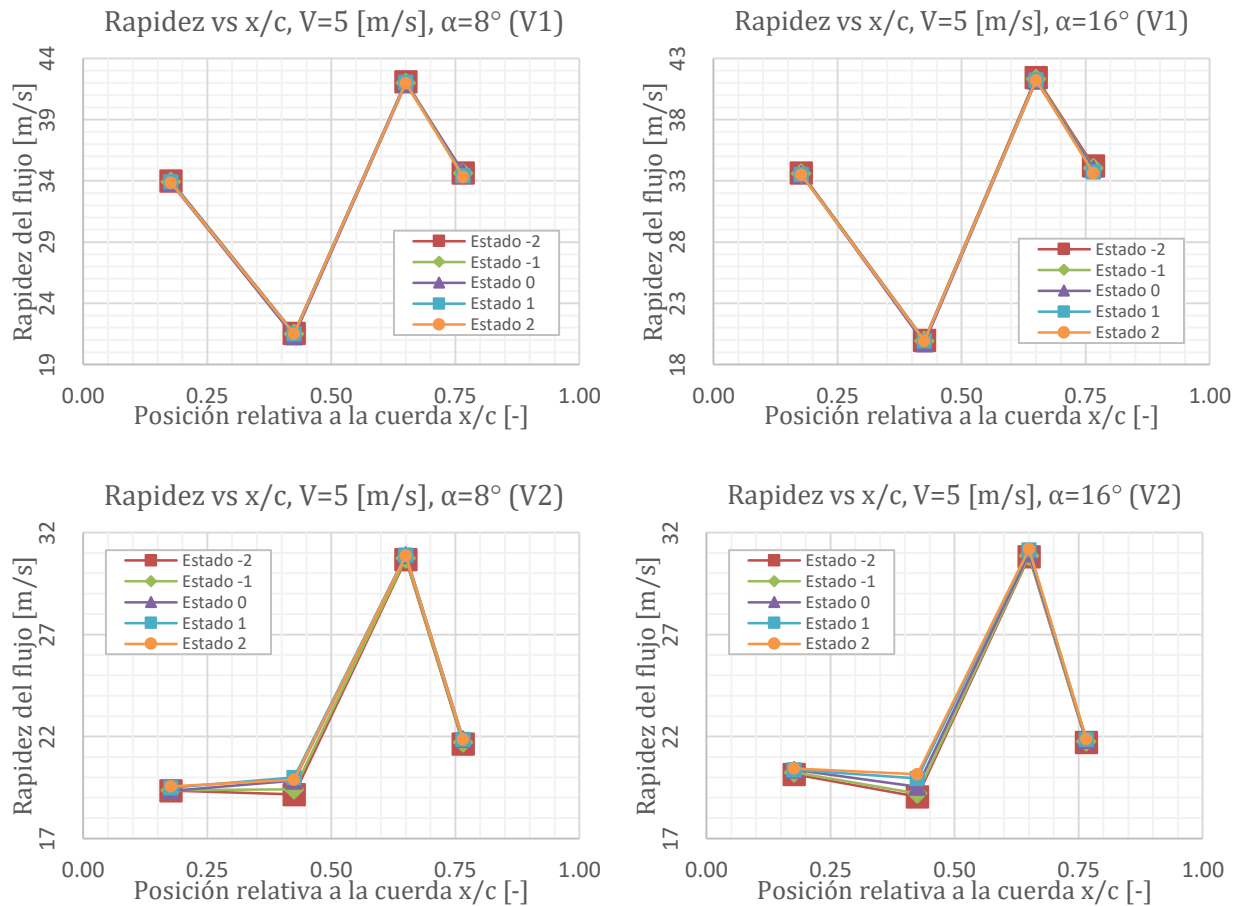 Rapidez vs x/c, V=5 [m/s], α=8° (V1)
Rapidez del flujo [m/s]
44
39
34
29
24
19
Estado -2
Estado -1
Estado 0
Estado 1
Estado 2
0.00 0.25 0.50 0.75 1.00
Posición relativa a la cuerda x/c [-]
Rapidez vs x/c, V=5 [m/s], α=16° (V1)
Rapidez del flujo [m/s]
43
38
33
28
23
18
Estado -2
Estado -1
Estado 0
Estado 1
Estado 2
0.00 0.25 0.50 0.75 1.00
Posición relativa a la cuerda x/c [-]
Rapidez vs x/c, V=5 [m/s], α=8° (V2)
Rapidez del flujo [m/s]
32
27
22
17
Estado -2
Estado -1
Estado 0
Estado 1
Estado 2
0.00 0.25 0.50 0.75 1.00
Posición relativa a la cuerda x/c [-]
Rapidez vs x/c, V=5 [m/s], α=16° (V2)
Rapidez del flujo [m/s]
32
27
22
17
Estado -2
Estado -1
Estado 0
Estado 1
Estado 2
0.00 0.25 0.50 0.75 1.00
Posición relativa a la cuerda x/c [-]